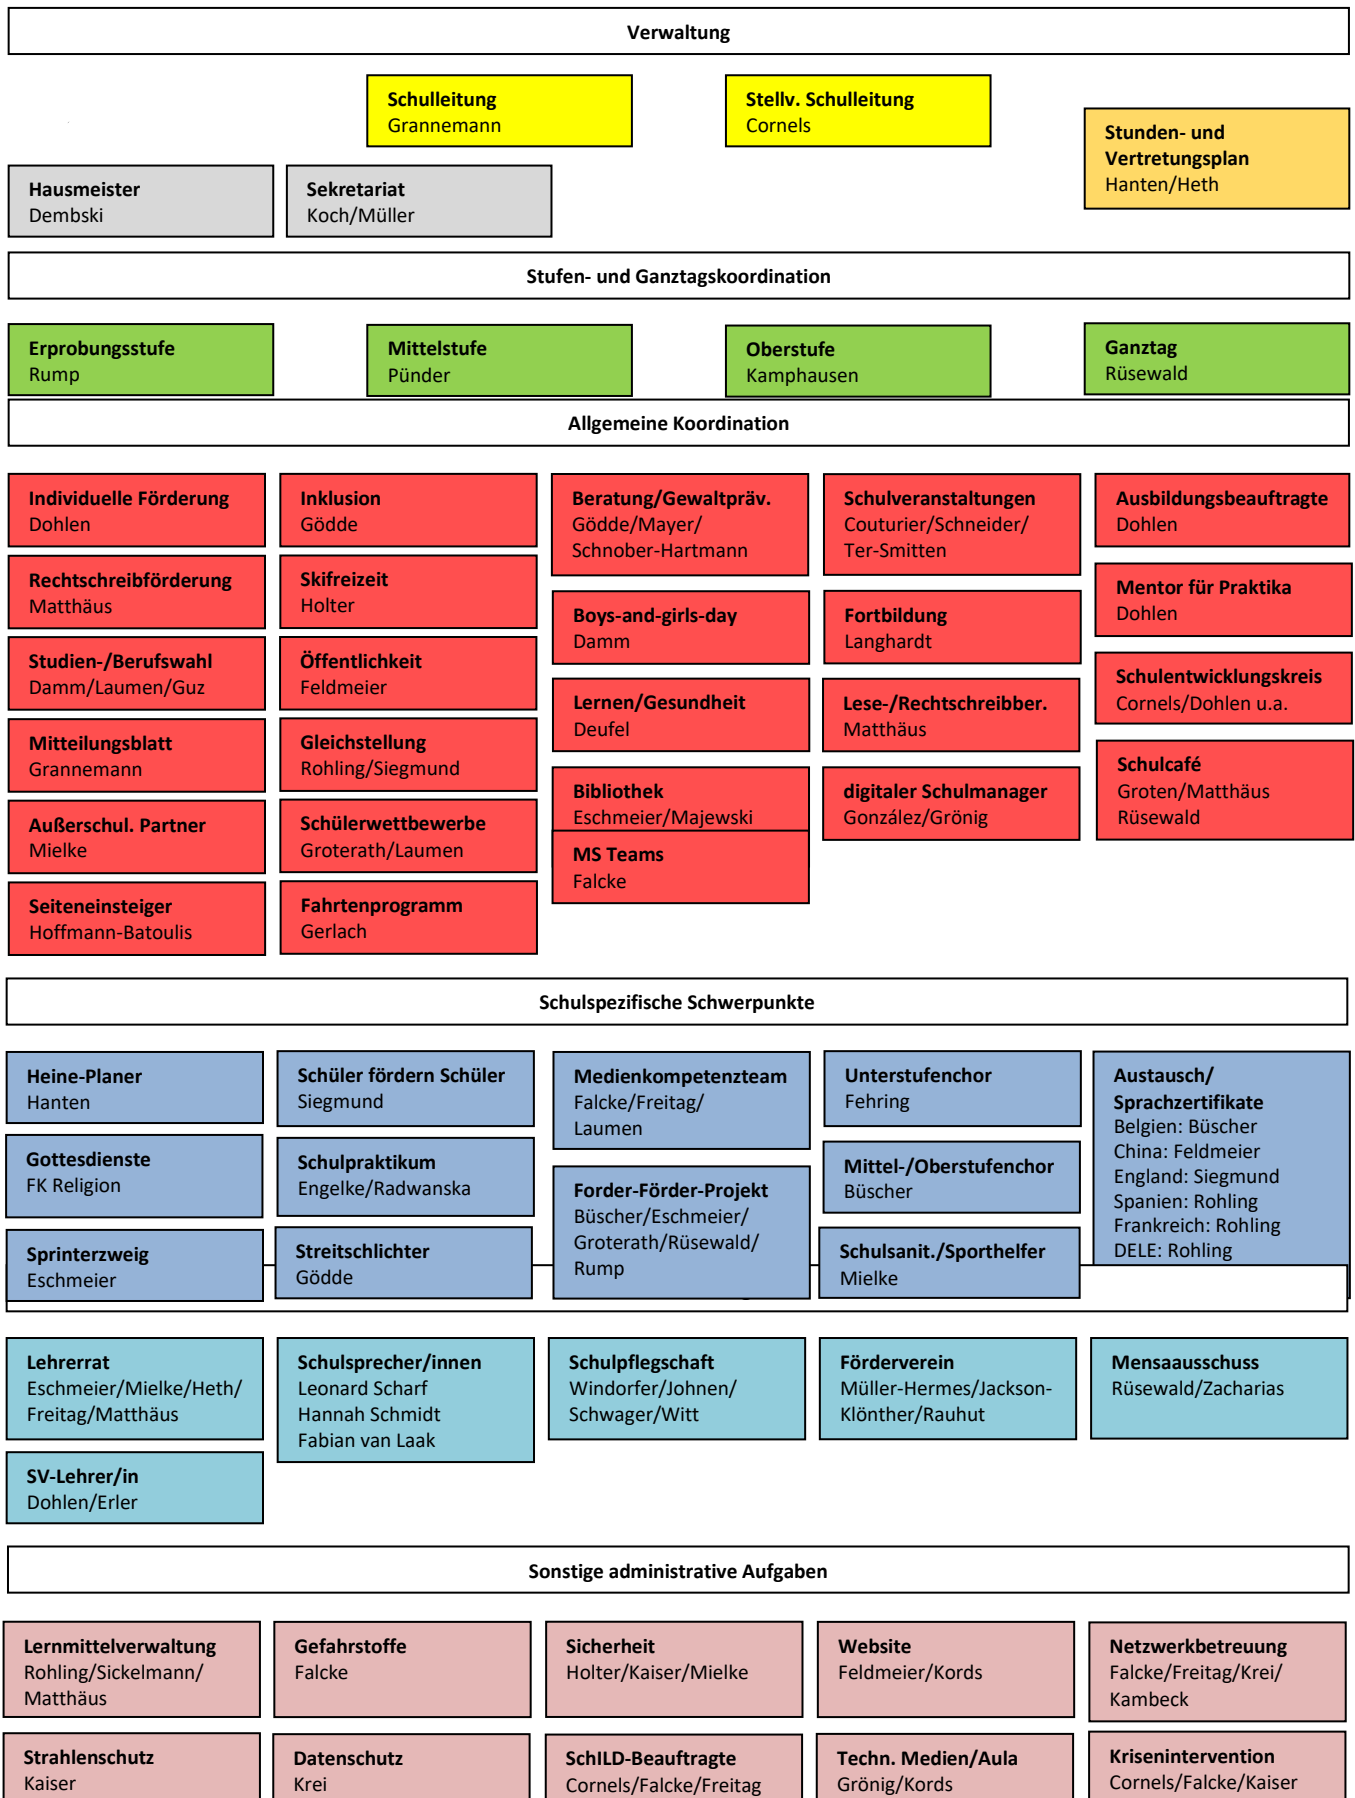 Verwaltung
Schulleitung
Grannemann
Stellv. Schulleitung
Cornels
Stunden- und
Vertretungsplan
Hanten/Heth
Hausmeister
Dembski
Sekretariat
Koch/Müller
Stufen- und Ganztagskoordination
Erprobungsstufe
Rump
Mittelstufe
Pünder
Oberstufe
Kamphausen
Ganztag
Rüsewald
Allgemeine Koordination
Individuelle Förderung
Dohlen
Inklusion
Gödde
Beratung/Gewaltpräv.
Gödde/Mayer/
Schnober-Hartmann
Schulveranstaltungen
Couturier/Schneider/
Ter-Smitten
Ausbildungsbeauftragte
Dohlen
Rechtschreibförderung
Matthäus
Skifreizeit
Holter
Boys-and-girls-day
Damm
Fortbildung
Langhardt
Mentor für Praktika
Dohlen
Studien-/Berufswahl
Damm/Laumen/Guz
Öffentlichkeit
Feldmeier
Lernen/Gesundheit
Deufel
Lese-/Rechtschreibber.
Matthäus
Schulentwicklungskreis
Cornels/Dohlen u.a.
Mitteilungsblatt
Grannemann
Gleichstellung
Rohling/Siegmund
Bibliothek
Eschmeier/Majewski
digitaler Schulmanager
González/Grönig
Schulcafé
Groten/Matthäus
Rüsewald
Außerschul. Partner
Mielke
Schülerwettbewerbe
Groterath/Laumen
MS Teams
Falcke
Seiteneinsteiger
Hoffmann-Batoulis
Fahrtenprogramm
Gerlach
Schulspezifische Schwerpunkte
Heine-Planer
Hanten
Schüler fördern Schüler
Siegmund
Medienkompetenzteam
Falcke/Freitag/
Laumen
Unterstufenchor
Fehring
Austausch/
Sprachzertifikate
Belgien: Büscher
China: Feldmeier
England: Siegmund
Spanien: Rohling
Frankreich: Rohling
DELE: Rohling
Gottesdienste
FK Religion
Schulpraktikum
Engelke/Radwanska
Forder-Förder-Projekt
Büscher/Eschmeier/
Groterath/Rüsewald/
Rump
Mittel-/Oberstufenchor
Büscher
Sprinterzweig
Eschmeier
Streitschlichter
Gödde
Schulsanit./Sporthelfer
Mielke
Lehrerrat
Eschmeier/Mielke/Heth/
Freitag/Matthäus
Schulsprecher/innen
Leonard Scharf
Hannah Schmidt
Fabian van Laak
Schulpflegschaft
Windorfer/Johnen/
Schwager/Witt
Förderverein
Müller-Hermes/Jackson-
Klönther/Rauhut
Mensaausschuss
Rüsewald/Zacharias
SV-Lehrer/in
Dohlen/Erler
Sonstige administrative Aufgaben
Lernmittelverwaltung
Rohling/Sickelmann/
Matthäus
Gefahrstoffe
Falcke
Sicherheit
Holter/Kaiser/Mielke
Website
Feldmeier/Kords
Netzwerkbetreuung
Falcke/Freitag/Krei/
Kambeck
Strahlenschutz
Kaiser
Datenschutz
Krei
SchILD-Beauftragte
Cornels/Falcke/Freitag
Techn. Medien/Aula
Grönig/Kords
Krisenintervention
Cornels/Falcke/Kaiser